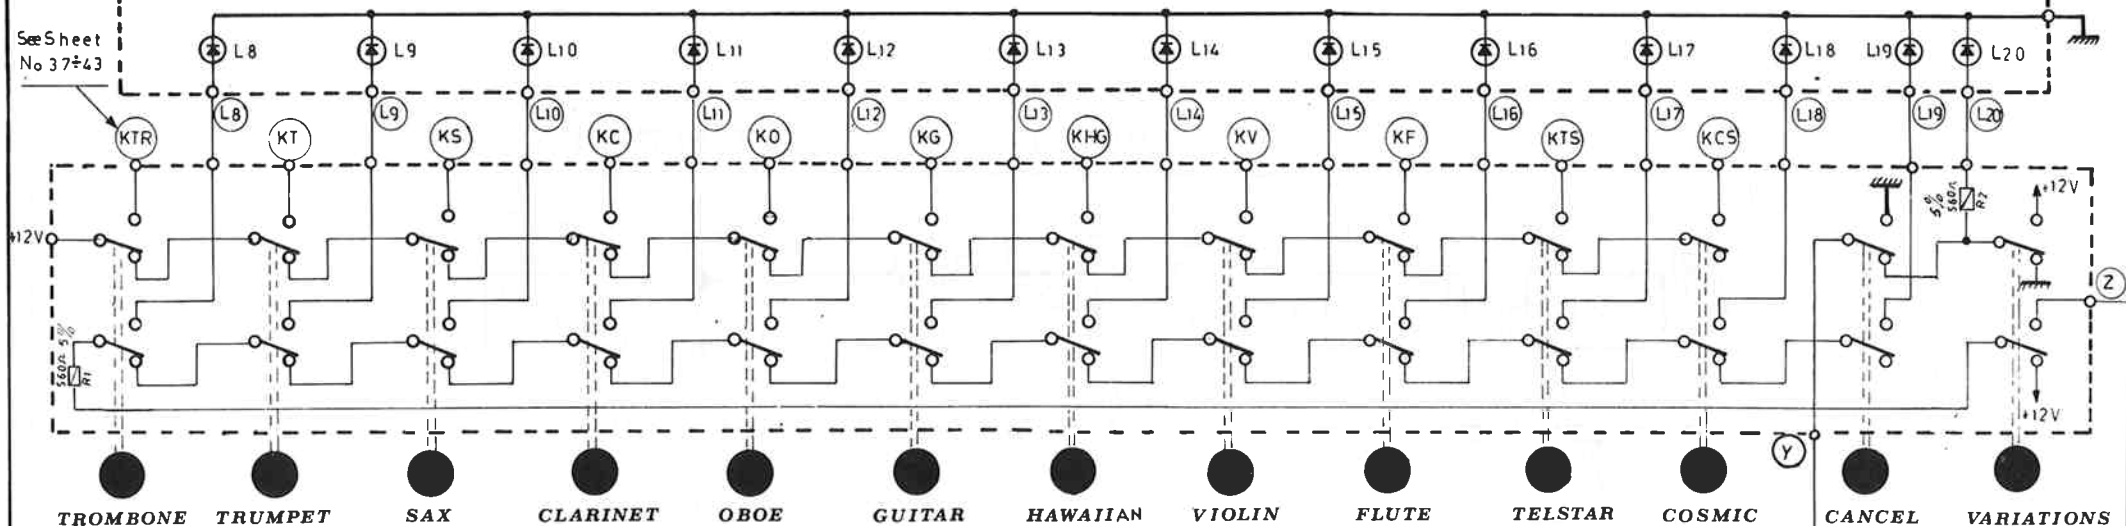 See Sheet
No 37÷43
L8 L9 L10 L11 L12 L13 L14 L15 L16 L17 L18 L19 L20
L8 L9 L10 L11 L12 L13 L14 L15 L16 L17 L18 L19 L20
KTR KT KS KC KO KG KHG KV KF KTS KCS
+12V
560Ω 5%
R1
5%
560Ω
R2
+12V
Z
+12V
Y
TROMBONE TRUMPET SAX CLARINET OBOE GUITAR HAWAIIAN VIOLIN FLUTE TELSTAR COSMIC CANCEL VARIATIONS